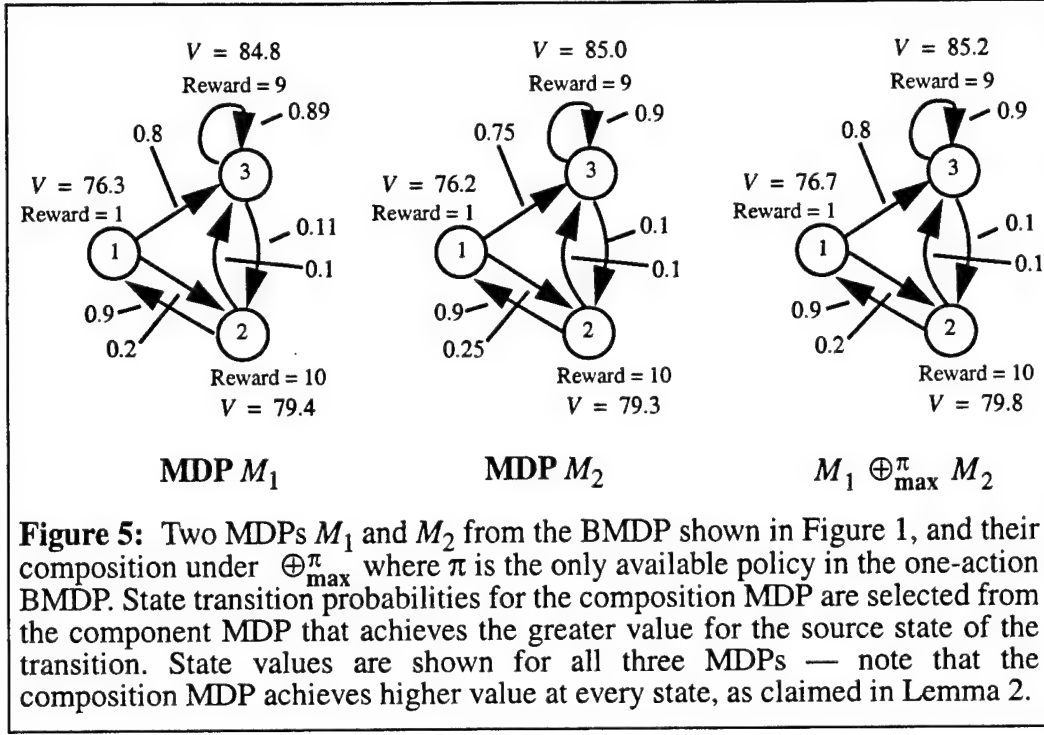 V = 84.8
Reward = 9
0.89
0.8
3
V = 76.3
Reward = 1
1
0.11
0.1
0.9
0.2
2
Reward = 10
V = 79.4
MDP M1
V = 85.0
Reward = 9
0.9
0.75
3
V = 76.2
Reward = 1
1
0.1
0.1
0.9
0.25
2
Reward = 10
V = 79.3
MDP M2
V = 85.2
Reward = 9
0.9
0.8
3
V = 76.7
Reward = 1
1
0.1
0.1
0.9
0.2
2
Reward = 10
V = 79.8
M1 ⊕πmax M2
Figure 5: Two MDPs M1 and M2 from the BMDP shown in Figure 1, and their
composition under ⊕πmax where π is the only available policy in the one-action
BMDP. State transition probabilities for the composition MDP are selected from
the component MDP that achieves the greater value for the source state of the
transition. State values are shown for all three MDPs — note that the
composition MDP achieves higher value at every state, as claimed in Lemma 2.